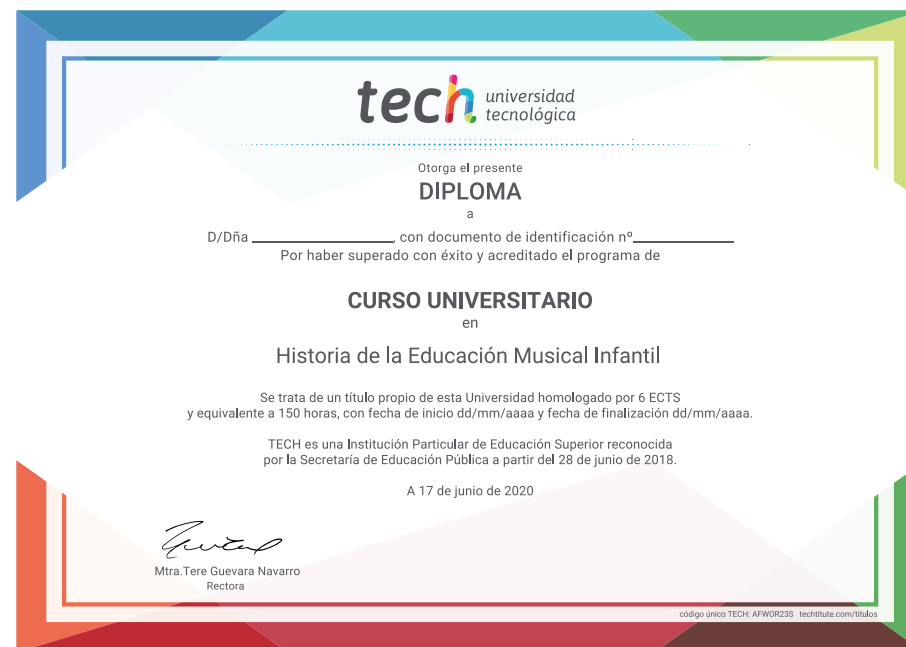 tech universidad
tecnológica
Otorga el presente
DIPLOMA
a
D/Dña ____________________, con documento de identificación nº______________
Por haber superado con éxito y acreditado el programa de
CURSO UNIVERSITARIO
en
Historia de la Educación Musical Infantil
Se trata de un título propio de esta Universidad homologado por 6 ECTS
y equivalente a 150 horas, con fecha de inicio dd/mm/aaaa y fecha de finalización dd/mm/aaaa.
TECH es una Institución Particular de Educación Superior reconocida
por la Secretaría de Educación Pública a partir del 28 de junio de 2018.
A 17 de junio de 2020
Mtra.Tere Guevara Navarro
Rectora
código único TECH: AFWOR23S techtitute.com/titulos